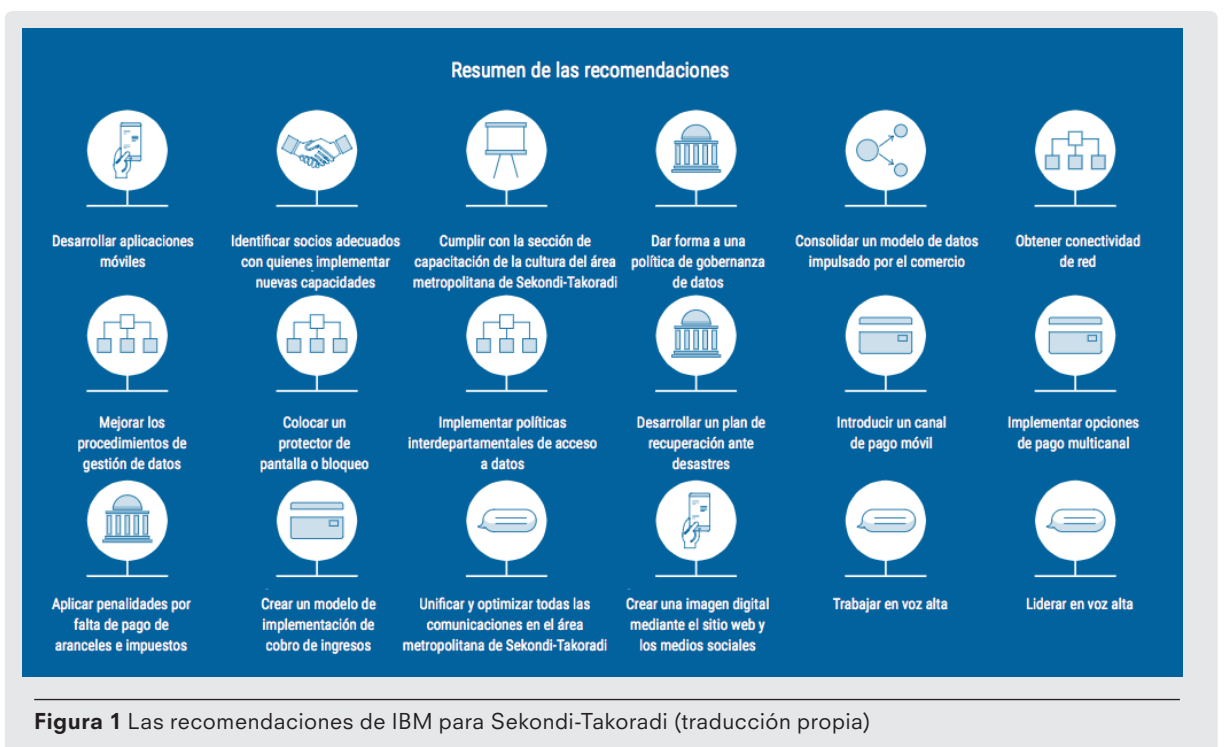 Resumen de las recomendaciones
Desarrollar aplicaciones
móviles
Identificar socios adecuados
con quienes implementar
nuevas capacidades
Cumplir con la sección de
capacitación de la cultura del área
metropolitana de Sekondi-Takoradi
Dar forma a una
política de gobernanza
de datos
Consolidar un modelo de datos
impulsado por el comercio
Obtener conectividad
de red
Mejorar los
procedimientos de
gestión de datos
Colocar un
protector de
pantalla o bloqueo
Implementar políticas
interdepartamentales de acceso
a datos
Desarrollar un plan de
recuperación ante
desastres
Introducir un canal
de pago móvil
Implementar opciones
de pago multicanal
Aplicar penalidades por
falta de pago de
aranceles e impuestos
Crear un modelo de
implementación de
cobro de ingresos
Unificar y optimizar todas las
comunicaciones en el área
metropolitana de Sekondi-Takoradi
Crear una imagen digital
mediante el sitio web y
los medios sociales
Trabajar en voz alta
Liderar en voz alta
Figura 1 Las recomendaciones de IBM para Sekondi-Takoradi (traducción propia)